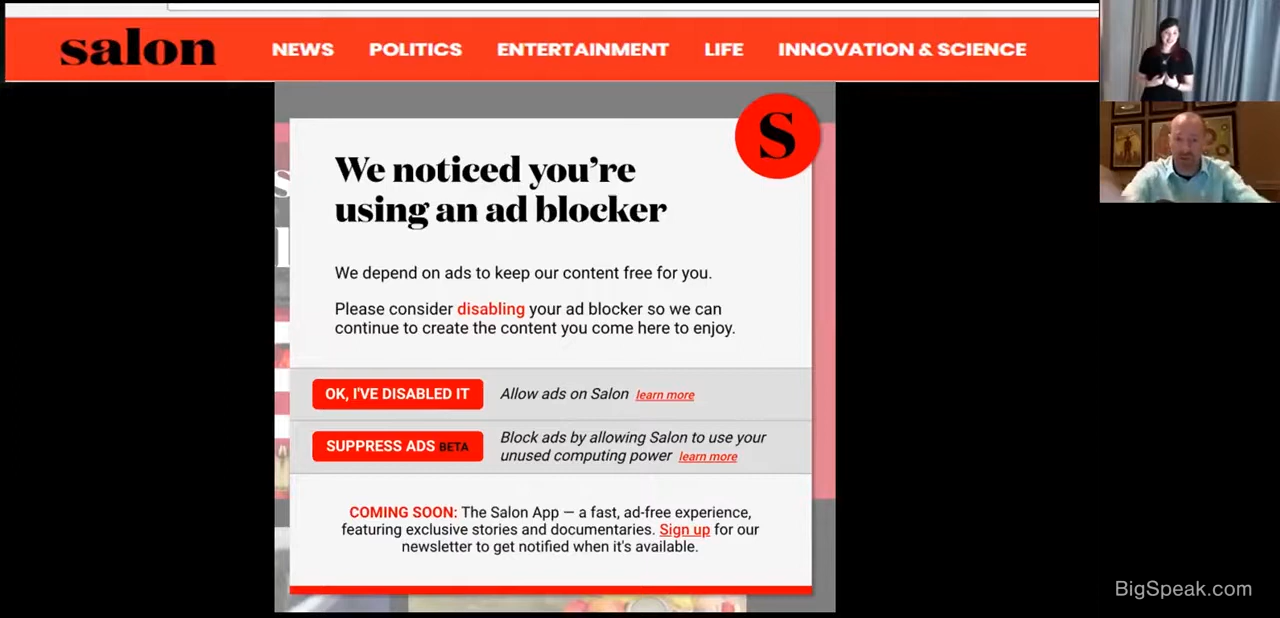 salon
NEWS POLITICS ENTERTAINMENT LIFE INNOVATION & SCIENCE
S
We noticed you're
using an ad blocker
We depend on ads to keep our content free for you.
Please consider disabling your ad blocker so we can
continue to create the content you come here to enjoy.
OK, I'VE DISABLED IT Allow ads on Salon learn more
SUPPRESS ADS BETA Block ads by allowing Salon to use your
unused computing power learn more
COMING SOON: The Salon App — a fast, ad-free experience,
featuring exclusive stories and documentaries. Sign up for our
newsletter to get notified when it's available.
BigSpeak.com